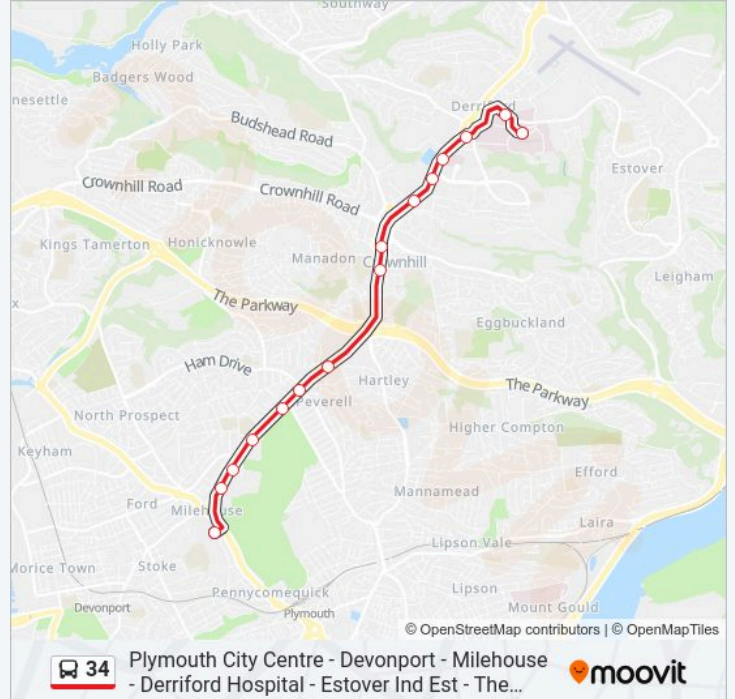 Southway
Holly Park
Badgers Wood
nesettle
Budshead Road
Estover
Crownhill Road
Crownhill Road
Kings Tamerton
Honicknowle
Manadon
Leigham
The Parkway
Eggbuckland
x
Ham Drive
Hartley
The Parkway
Peverell
North Prospect
Higher Compton
Keyham
Efford
Mannamead
Ford
Laira
Lipson Vale
Morice Town
Stoke
Pennycomequick
Lipson
Devonport
Plymouth
Mount Gould
© OpenStreetMap contributors | © OpenMapTiles
34
Plymouth City Centre - Devonport - Milehouse
- Derriford Hospital - Estover Ind Est - The...
moovit